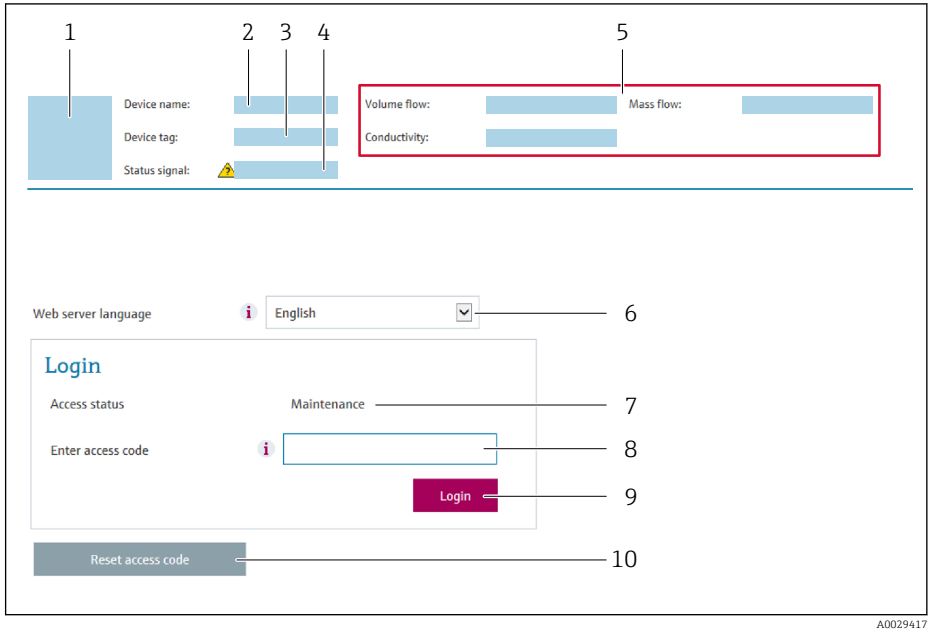 1 2 3 4 5
Device name: Volume flow: Mass flow:
Device tag: Conductivity:
Status signal: ?
Web server language i English 6
Login
Access status Maintenance 7
Enter access code i 8
Login 9
Reset access code 10
A0029417